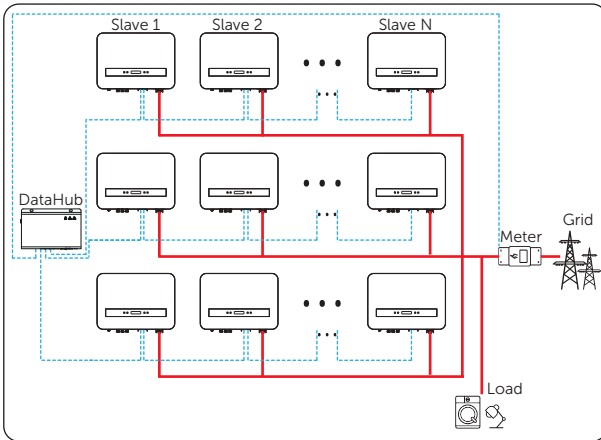 Slave 1
Slave 2
Slave N
DataHub
Meter
Grid
Load